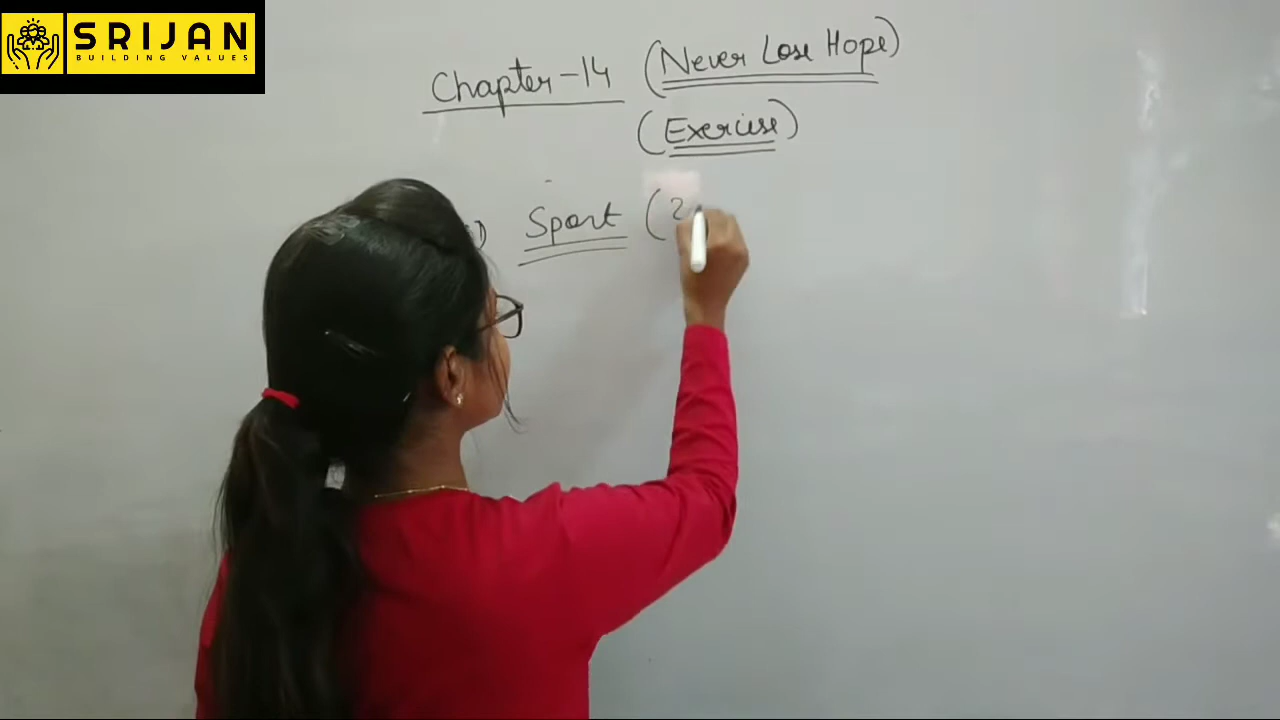 SRIJAN
BUILDING VALUES
Chapter-14 (Never Lose Hope)
(Exercise)
) Sport (2